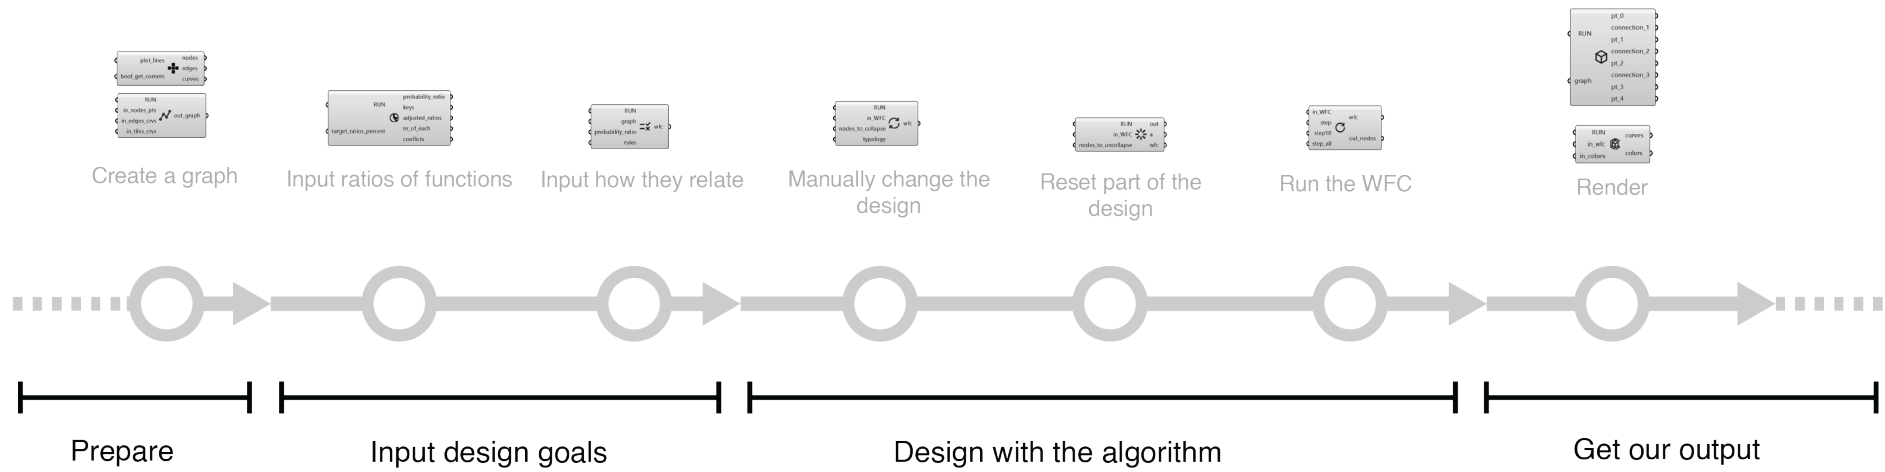 plot_lines
bool_get_corners
nodes
edges
curves
RUN
in_nodes_pts
in_edges_crvs
in_tiles_crvs
out_graph
Create a graph
RUN
target_ratios_percent
probability_ratio
keys
adjusted_ratios
nr_of_each
conflicts
Input ratios of functions
RUN
graph
probability_ratio
rules
wfc
Input how they relate
RUN
in_WFC
nodes_to_collapse
typology
wfc
Manually change the
design
RUN
in_WFC
nodes_to_uncollapse
out
a
wfc
Reset part of the
design
in_WFC
step
step10
step_all
wfc
out_nodes
Run the WFC
RUN
graph
pt_0
connection_1
pt_1
connection_2
pt_2
connection_3
pt_3
pt_4
RUN
in_wfc
in_colors
curves
colors
Render
Prepare
Input design goals
Design with the algorithm
Get our output